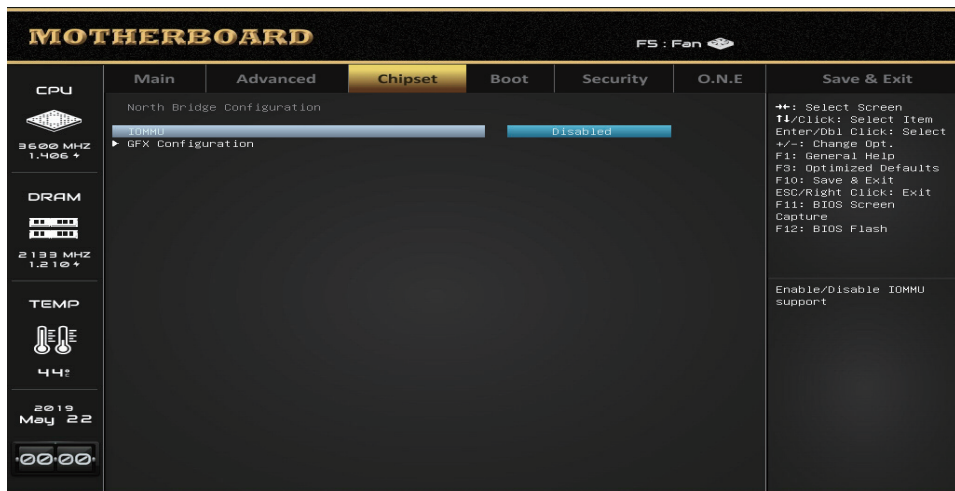 MOTHERBOARD
F5 : Fan
Main Advanced Chipset Boot Security O.N.E Save & Exit
CPU
3600 MHZ
1.406
DRAM
2133 MHZ
1.210
TEMP
44
2019
May 22
00:00
North Bridge Configuration
IOMMU Disabled
► GFX Configuration
→←: Select Screen
↑↓/Click: Select Item
Enter/Dbl Click: Select
+/-: Change Opt.
F1: General Help
F3: Optimized Defaults
F10: Save & Exit
ESC/Right Click: Exit
F11: BIOS Screen
Capture
F12: BIOS Flash
Enable/Disable IOMMU
support